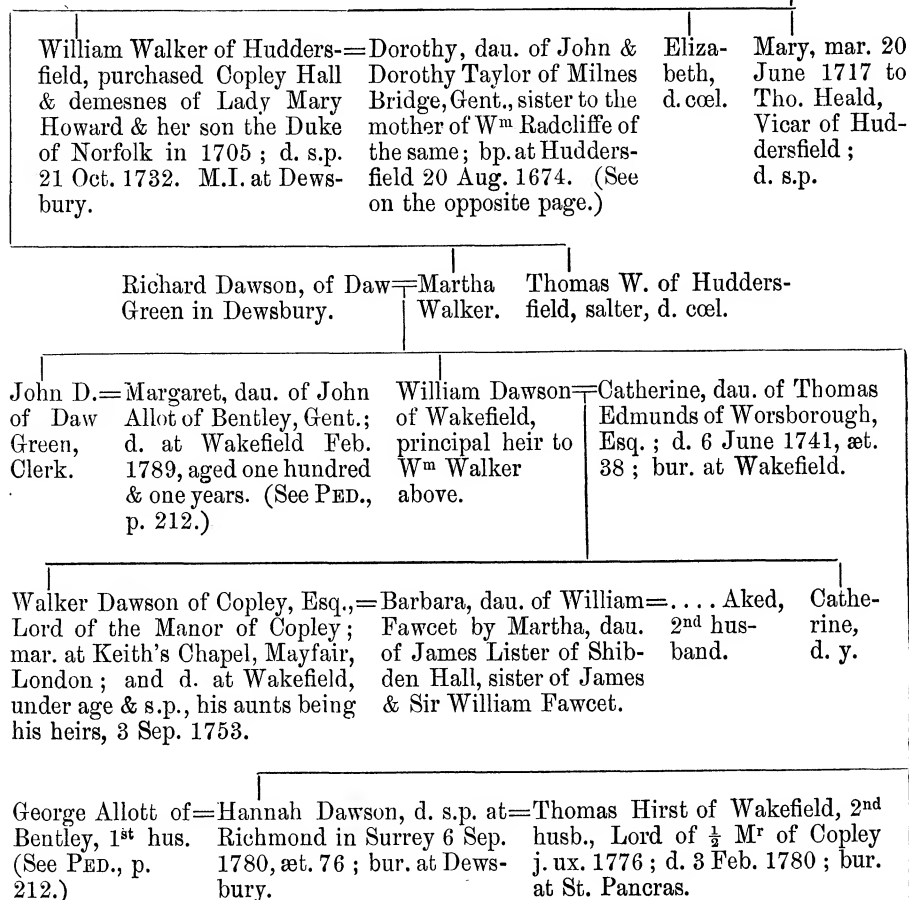 William Walker of Hudders-
field, purchased Copley Hall
& demesnes of Lady Mary
Howard & her son the Duke
of Norfolk in 1705 ; d. s.p.
21 Oct. 1732. M.I. at Dews-
bury.
=Dorothy, dau. of John &
Dorothy Taylor of Milnes
Bridge, Gent., sister to the
mother of Wᵐ Radcliffe of
the same; bp. at Hudders-
field 20 Aug. 1674. (See
on the opposite page.)
Eliza-
beth,
d. cœl.
Mary, mar. 20
June 1717 to
Tho. Heald,
Vicar of Hud-
dersfield ;
d. s.p.
Richard Dawson, of Daw
Green in Dewsbury.
=Martha
Walker.
Thomas W. of Hudders-
field, salter, d. cœl.
John D.
of Daw
Green,
Clerk.
=Margaret, dau. of John
Allot of Bentley, Gent.;
d. at Wakefield Feb.
1789, aged one hundred
& one years. (See PED.,
p. 212.)
William Dawson
of Wakefield,
principal heir to
Wᵐ Walker
above.
=Catherine, dau. of Thomas
Edmunds of Worsborough,
Esq. ; d. 6 June 1741, æt.
38 ; bur. at Wakefield.
Walker Dawson of Copley, Esq.,
Lord of the Manor of Copley ;
mar. at Keith's Chapel, Mayfair,
London ; and d. at Wakefield,
under age & s.p., his aunts being
his heirs, 3 Sep. 1753.
=Barbara, dau. of William
Fawcet by Martha, dau.
of James Lister of Shib-
den Hall, sister of James
& Sir William Fawcet.
=.... Aked,
2ⁿᵈ hus-
band.
Cathe-
rine,
d. y.
George Allott of
Bentley, 1ˢᵗ hus.
(See PED., p.
212.)
=Hannah Dawson, d. s.p. at
Richmond in Surrey 6 Sep.
1780, æt. 76 ; bur. at Dews-
bury.
=Thomas Hirst of Wakefield, 2ⁿᵈ
husb., Lord of ½ Mʳ of Copley
j. ux. 1776 ; d. 3 Feb. 1780 ; bur.
at St. Pancras.